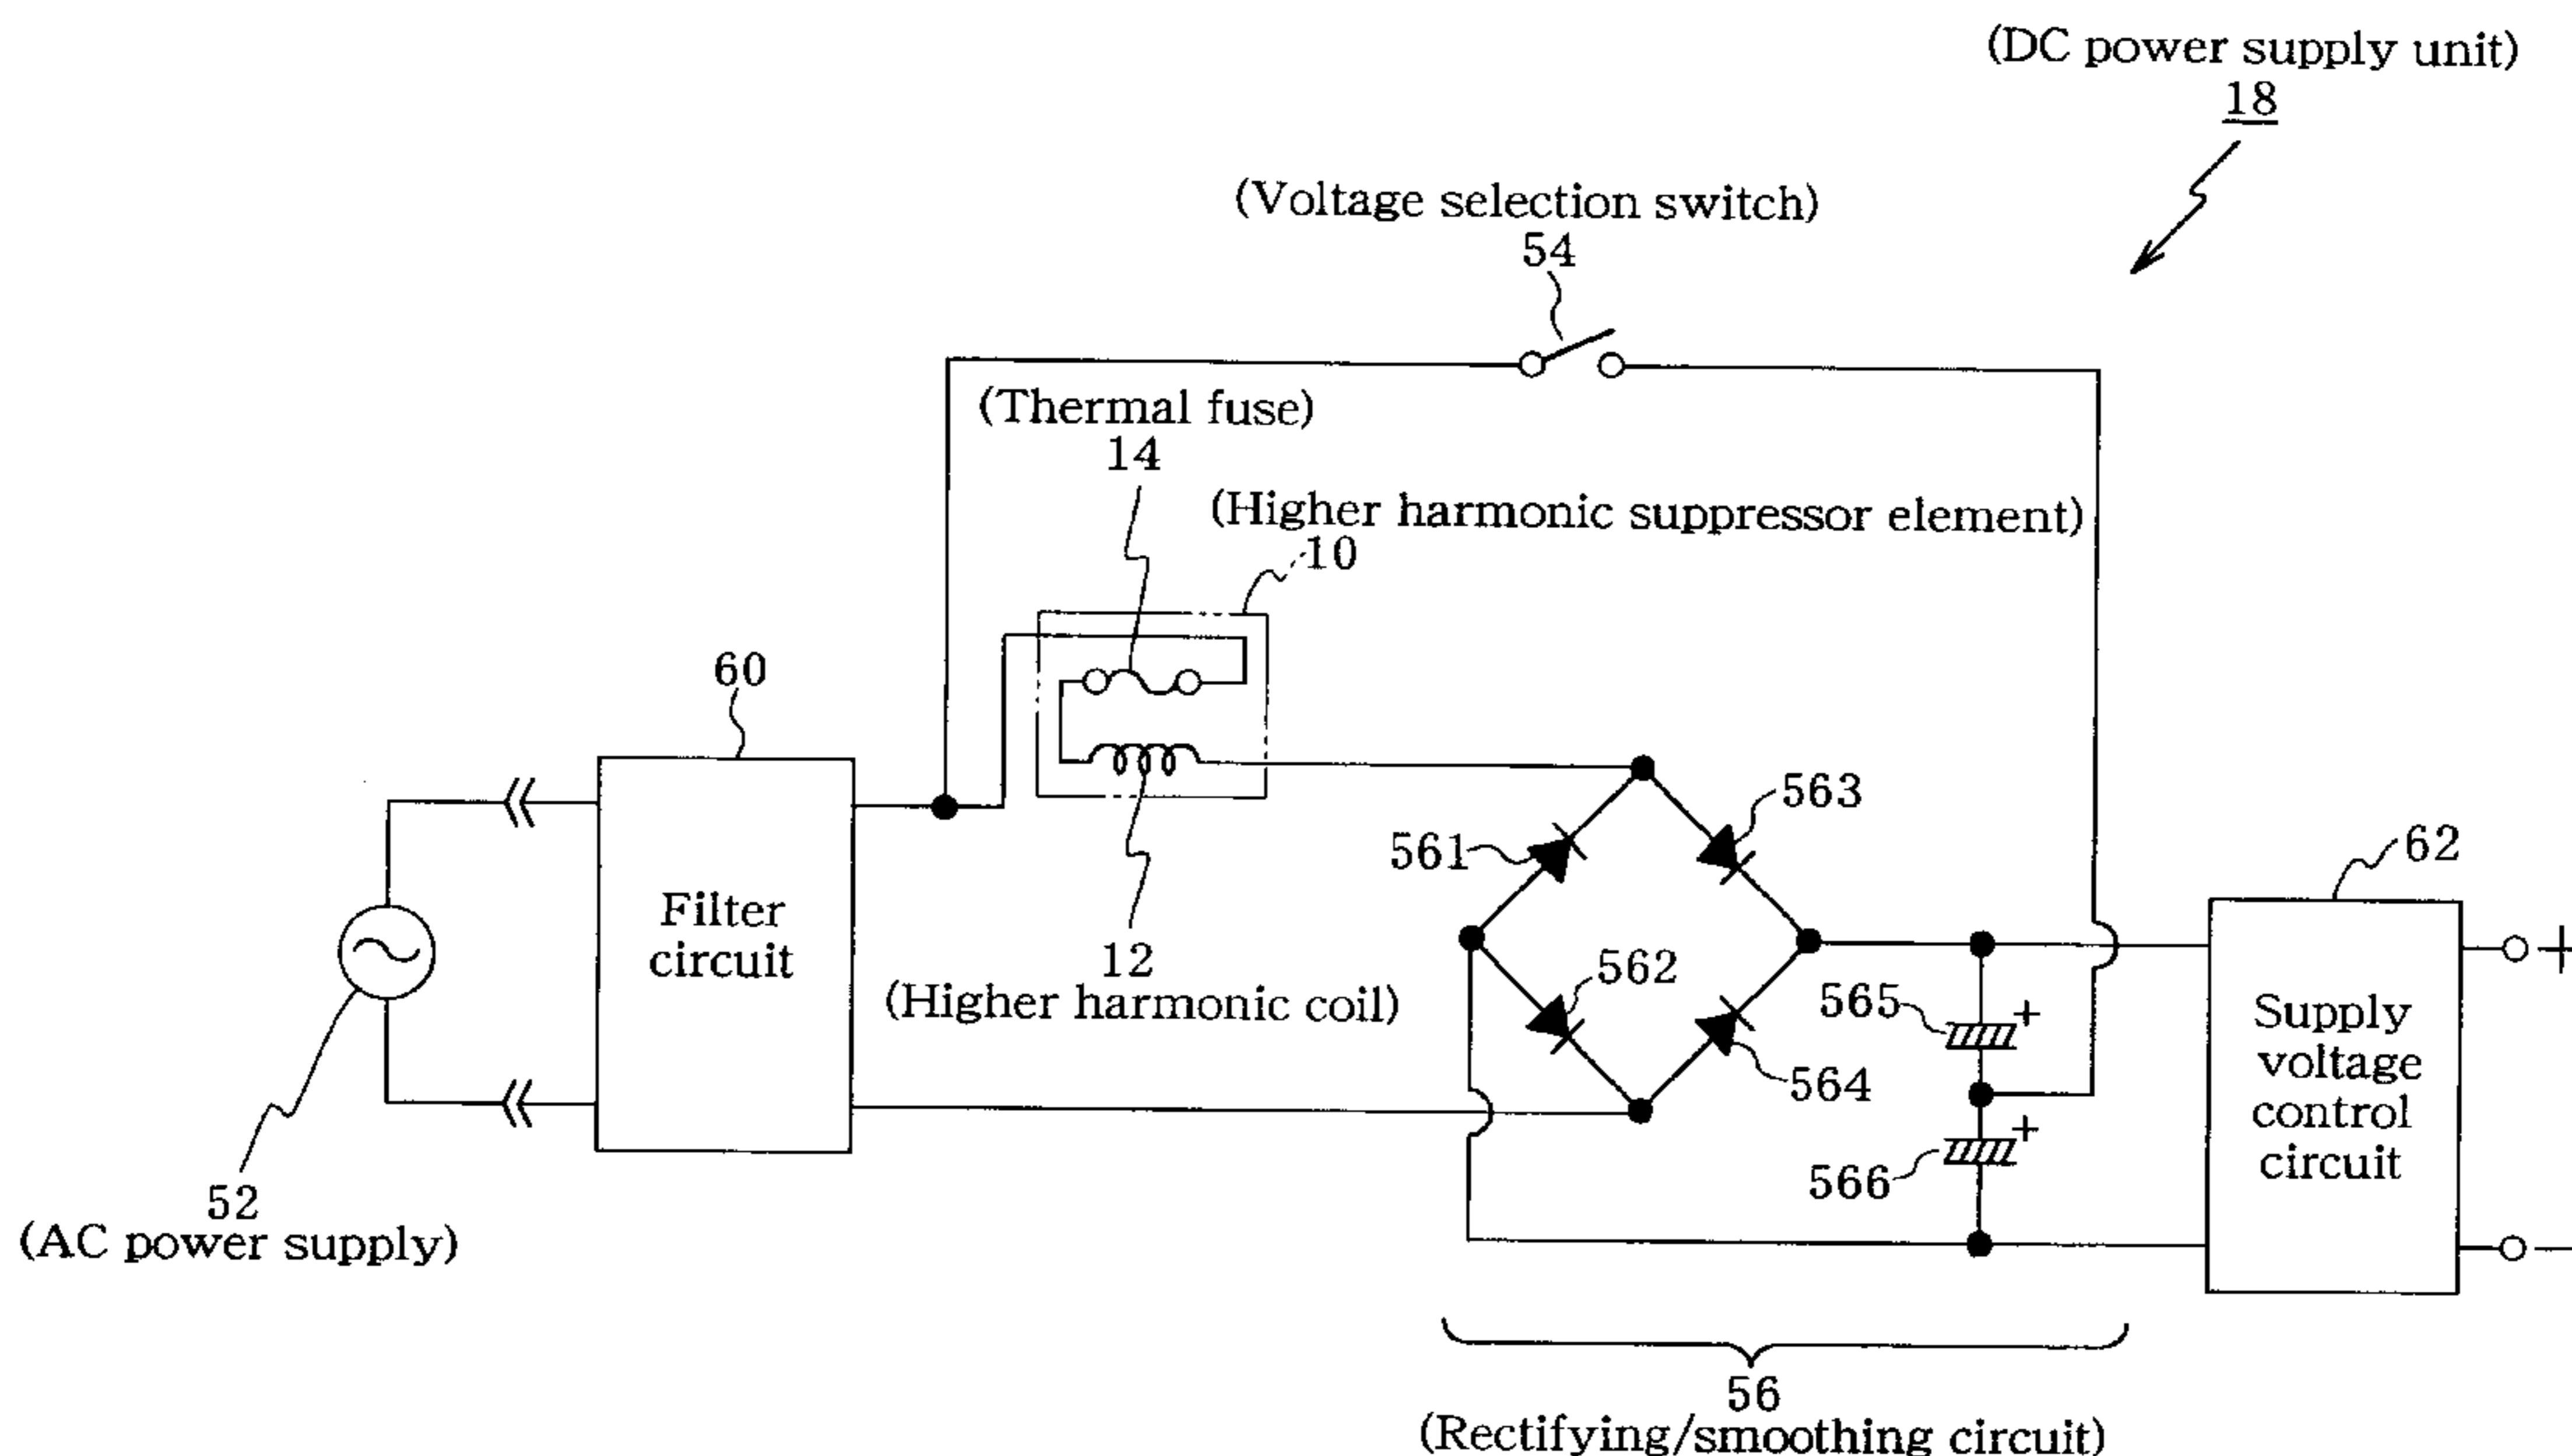 (DC power supply unit)
18
(Voltage selection switch)
54
(Thermal fuse)
14
(Higher harmonic suppressor element)
10
60
Filter
circuit
12
(Higher harmonic coil)
52
(AC power supply)
561
563
562
564
565
+
566
+
62
Supply
voltage
control
circuit
+
−
56
(Rectifying/smoothing circuit)